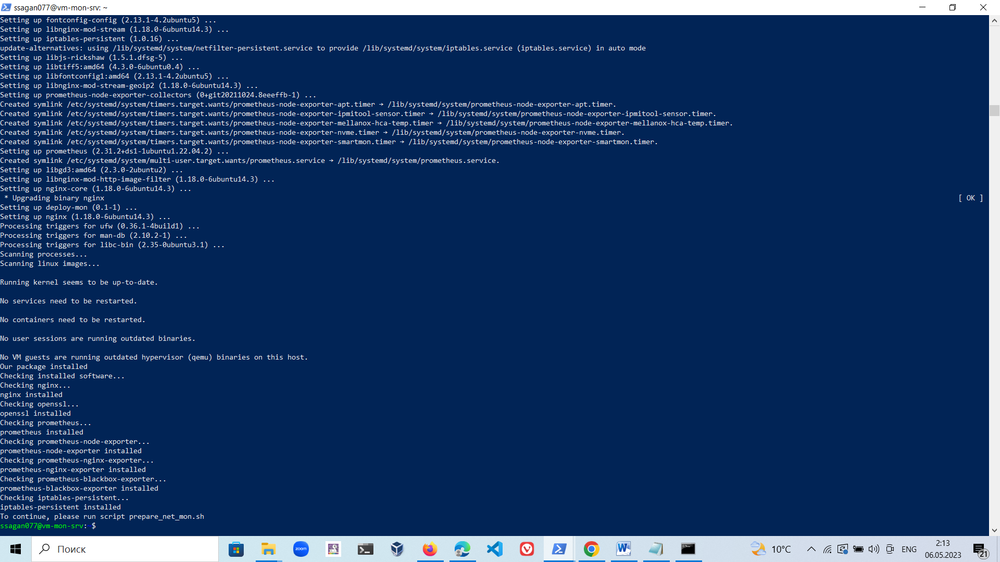 ssagan077@vm-mon-srv: ~
Setting up fontconfig-config (2.13.1-4.2ubuntu5) ...
Setting up libnginx-mod-stream (1.18.0-6ubuntu14.3) ...
Setting up iptables-persistent (1.0.16) ...
update-alternatives: using /lib/systemd/system/netfilter-persistent.service to provide /lib/systemd/system/iptables.service (iptables.service) in auto mode
Setting up libjs-rickshaw (1.5.1.dfsg-5) ...
Setting up libtiff5:amd64 (4.3.0-6ubuntu0.4) ...
Setting up libfontconfig1:amd64 (2.13.1-4.2ubuntu5) ...
Setting up libnginx-mod-stream-geoip2 (1.18.0-6ubuntu14.3) ...
Setting up prometheus-node-exporter-collectors (0+git20211024.8eeeffb-1) ...
Created symlink /etc/systemd/system/timers.target.wants/prometheus-node-exporter-apt.timer → /lib/systemd/system/prometheus-node-exporter-apt.timer.
Created symlink /etc/systemd/system/timers.target.wants/prometheus-node-exporter-ipmitool-sensor.timer → /lib/systemd/system/prometheus-node-exporter-ipmitool-sensor.timer.
Created symlink /etc/systemd/system/timers.target.wants/prometheus-node-exporter-mellanox-hca-temp.timer → /lib/systemd/system/prometheus-node-exporter-mellanox-hca-temp.timer.
Created symlink /etc/systemd/system/timers.target.wants/prometheus-node-exporter-nvme.timer → /lib/systemd/system/prometheus-node-exporter-nvme.timer.
Created symlink /etc/systemd/system/timers.target.wants/prometheus-node-exporter-smartmon.timer → /lib/systemd/system/prometheus-node-exporter-smartmon.timer.
Setting up prometheus (2.31.2+ds1-1ubuntu1.22.04.2) ...
Created symlink /etc/systemd/system/multi-user.target.wants/prometheus.service → /lib/systemd/system/prometheus.service.
Setting up libgd3:amd64 (2.3.0-2ubuntu2) ...
Setting up libnginx-mod-http-image-filter (1.18.0-6ubuntu14.3) ...
Setting up nginx-core (1.18.0-6ubuntu14.3) ...
* Upgrading binary nginx [ OK ]
Setting up deploy-mon (0.1-1) ...
Setting up nginx (1.18.0-6ubuntu14.3) ...
Processing triggers for ufw (0.36.1-4build1) ...
Processing triggers for man-db (2.10.2-1) ...
Processing triggers for libc-bin (2.35-0ubuntu3.1) ...
Scanning processes...
Scanning linux images...
Running kernel seems to be up-to-date.
No services need to be restarted.
No containers need to be restarted.
No user sessions are running outdated binaries.
No VM guests are running outdated hypervisor (qemu) binaries on this host.
Our package installed
Checking installed software...
Checking nginx...
nginx installed
Checking openssl...
openssl installed
Checking prometheus...
prometheus installed
Checking prometheus-node-exporter...
prometheus-node-exporter installed
Checking prometheus-nginx-exporter...
prometheus-nginx-exporter installed
Checking prometheus-blackbox-exporter...
prometheus-blackbox-exporter installed
Checking iptables-persistent...
iptables-persistent installed
To continue, please run script prepare_net_mon.sh
ssagan077@vm-mon-srv: $
Поиск
zoom
10°C
ENG
2:13
06.05.2023
21